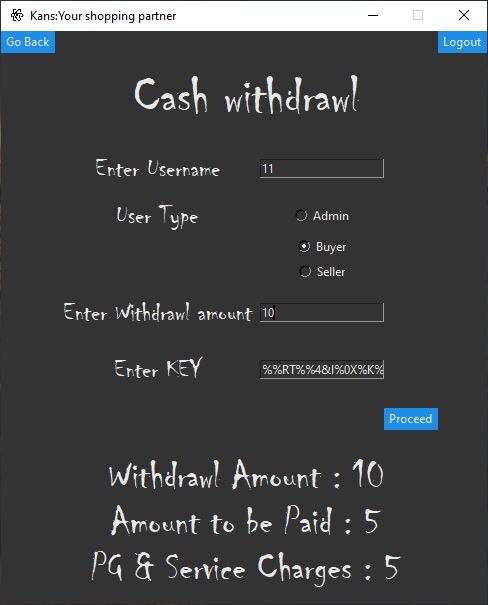 Kans:Your shopping partner
Go Back Logout
Cash withdrawl
Enter Username 11
User Type Admin
Buyer
Seller
Enter Withdrawl amount 10
Enter KEY %%RT%%4&I%0X%K%
Proceed
Withdrawl Amount : 10
Amount to be Paid : 5
PG & Service Charges : 5